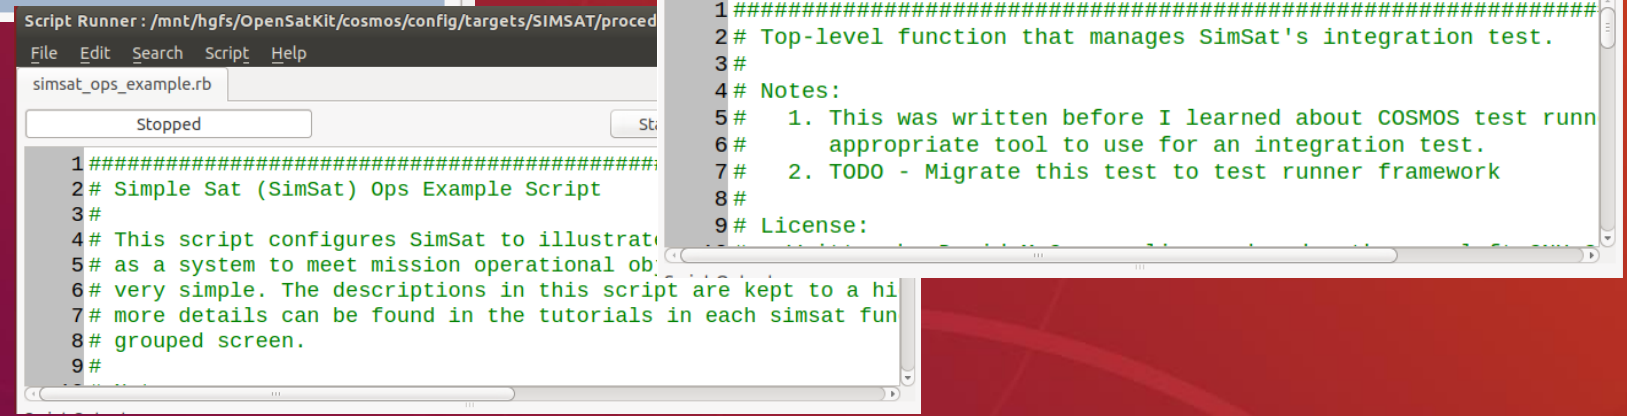 Script Runner : /mnt/hgfs/OpenSatKit/cosmos/config/targets/SIMSAT/proced
File Edit Search Script Help
simsat_ops_example.rb
Stopped
1 ############################################
2 # Simple Sat (SimSat) Ops Example Script
3 #
4 # This script configures SimSat to illustrate
5 # as a system to meet mission operational ob
6 # very simple. The descriptions in this script are kept to a hi
7 # more details can be found in the tutorials in each simsat fun
8 # grouped screen.
9 #
1 ################################################################
2 # Top-level function that manages SimSat's integration test.
3 #
4 # Notes:
5 #   1. This was written before I learned about COSMOS test runn
6 #      appropriate tool to use for an integration test.
7 #   2. TODO - Migrate this test to test runner framework
8 #
9 # License: